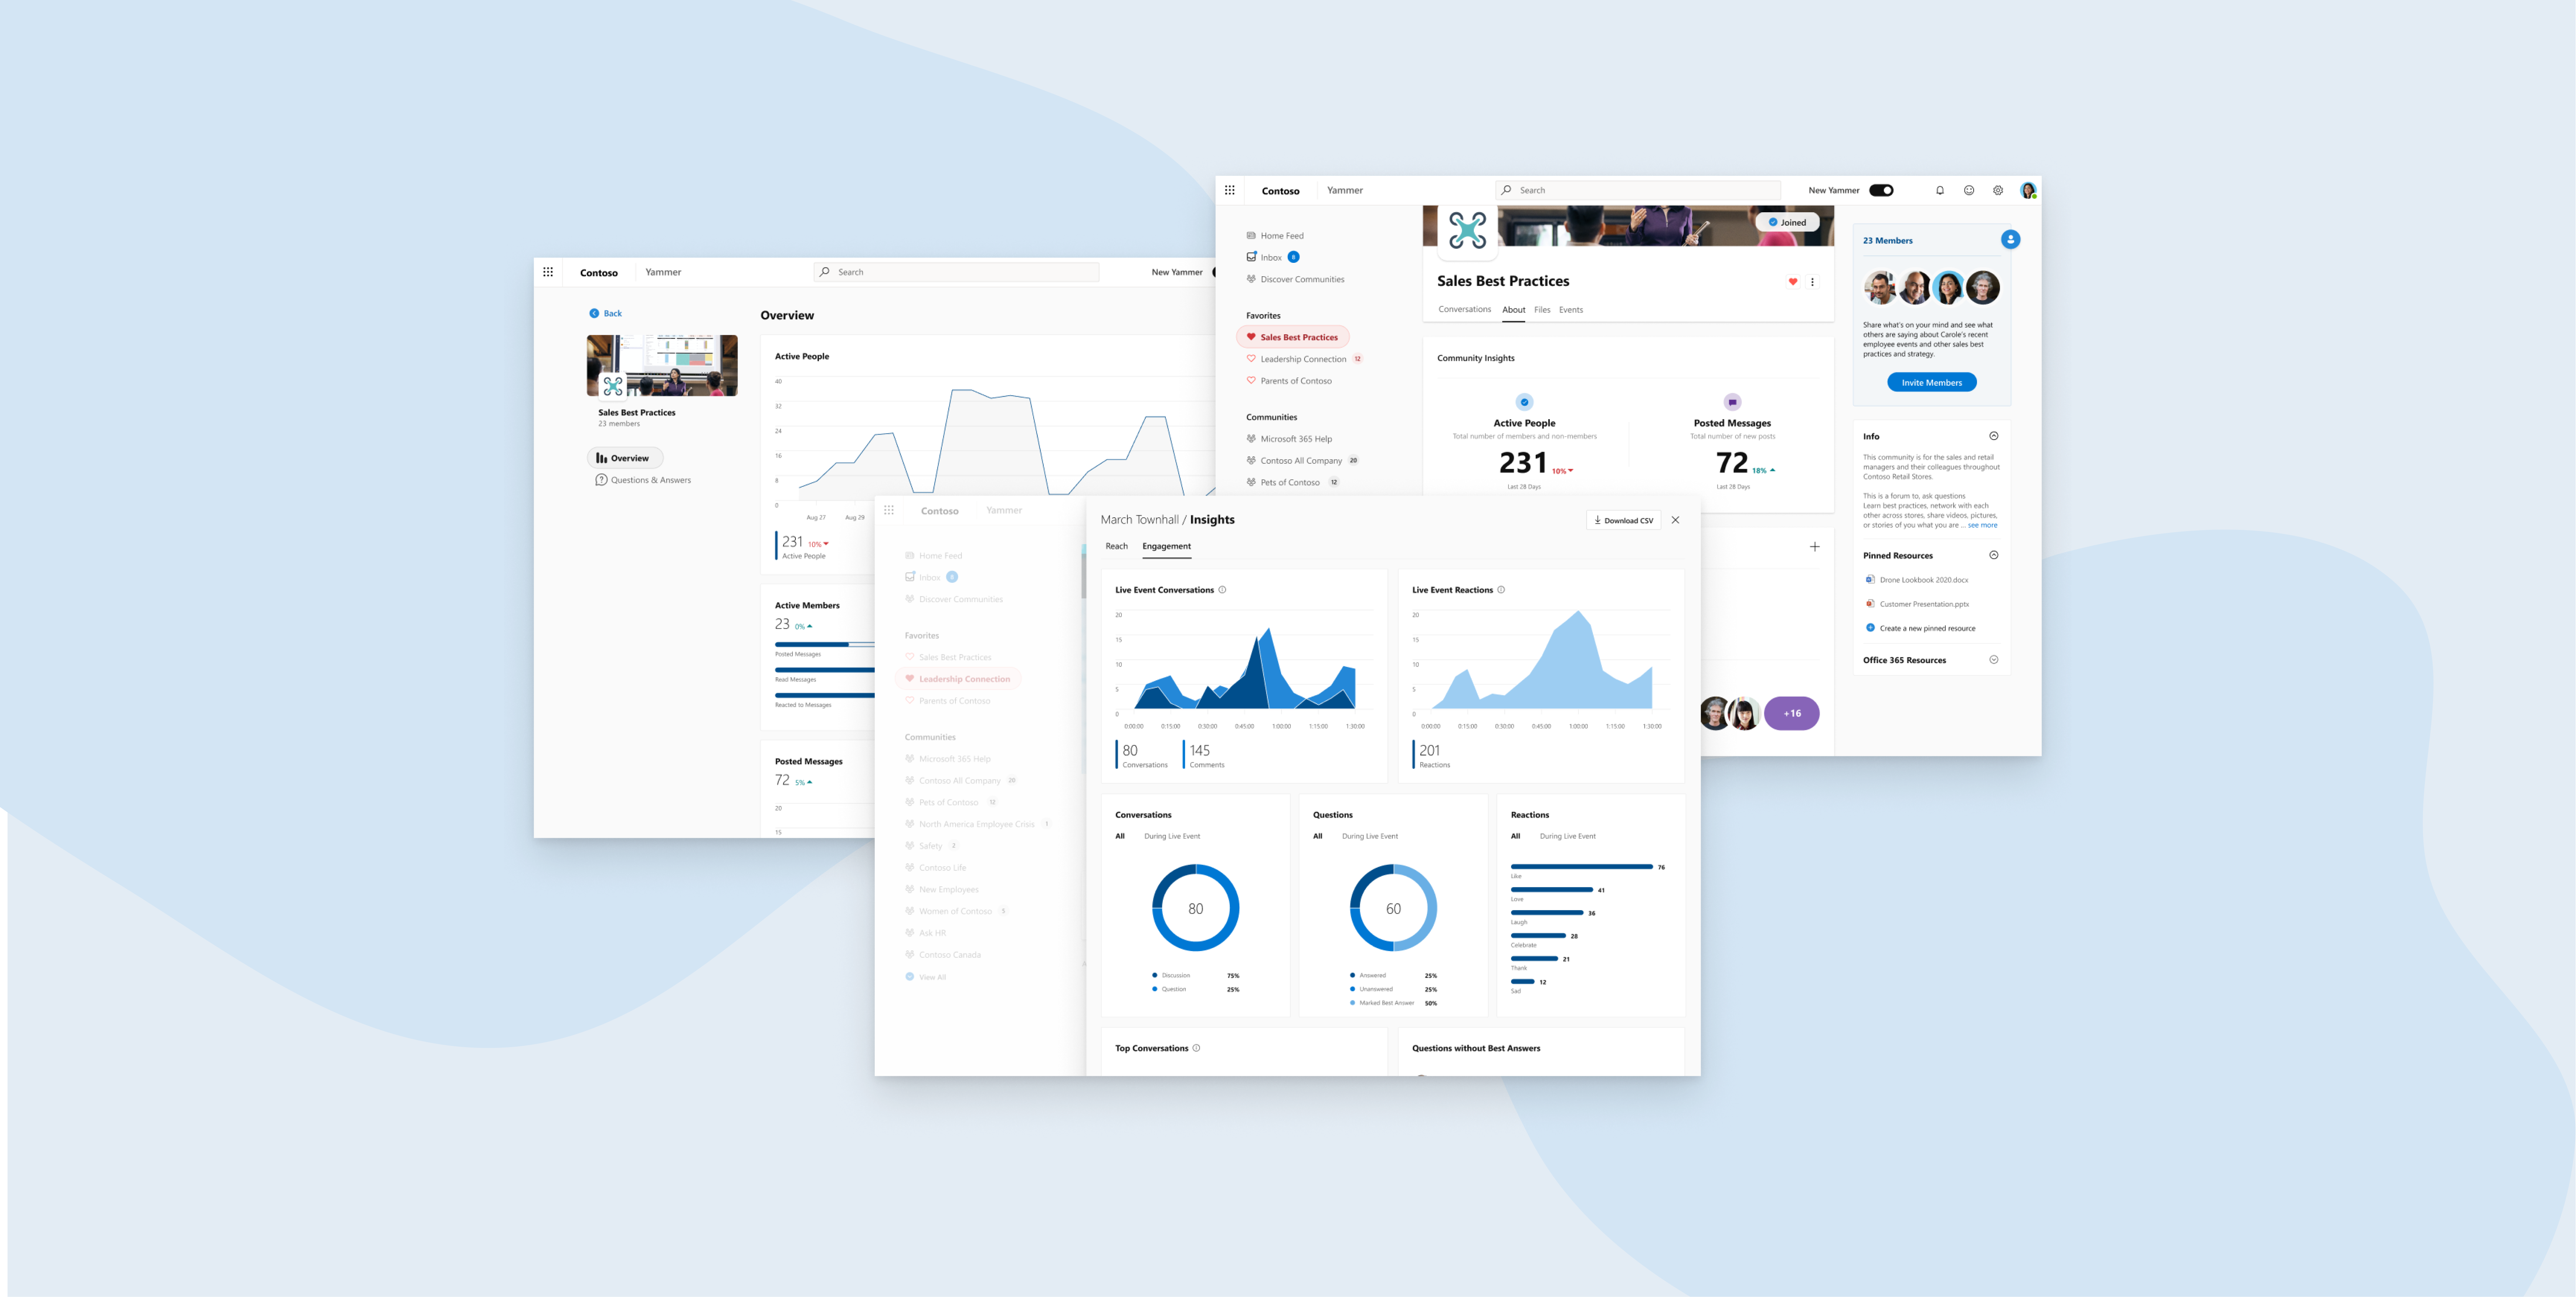 Contoso
Yammer
Search
New Yammer
Back
Sales Best Practices
23 members
Overview
Questions & Answers
Overview
Active People
40
32
24
16
8
0
Aug 27
Aug 29
231 10%
Active People
Active Members
23 0%
Posted Messages
Read Messages
Reacted to Messages
Posted Messages
72 5%
20
15
Contoso
Yammer
Search
New Yammer
Home Feed
Inbox 8
Discover Communities
Favorites
Sales Best Practices
Leadership Connection 12
Parents of Contoso
Communities
Microsoft 365 Help
Contoso All Company 20
Pets of Contoso 12
Joined
Sales Best Practices
Conversations About Files Events
Community Insights
Active People
Total number of members and non-members
231 10%
Last 28 Days
Posted Messages
Total number of new posts
72 18%
Last 28 Days
+16
23 Members
Share what's on your mind and see what
others are saying about Carole's recent
employee events and other sales best
practices and strategy.
Invite Members
Info
This community is for the sales and retail
managers and their colleagues throughout
Contoso Retail Stores.
This is a forum to, ask questions
Learn best practices, network with each
other across stores, share videos, pictures,
or stories of you what you are ... see more
Pinned Resources
Drone Lookbook 2020.docx
Customer Presentation.pptx
Create a new pinned resource
Office 365 Resources
Contoso
Yammer
Home Feed
Inbox
Discover Communities
Favorites
Sales Best Practices
Leadership Connection
Parents of Contoso
Communities
Microsoft 365 Help
Contoso All Company 20
Pets of Contoso 12
North America Employee Crisis 1
Safety 2
Contoso Life
New Employees
Women of Contoso 5
Ask HR
Contoso Canada
View All
March Townhall / Insights
Download CSV
Reach Engagement
Live Event Conversations
20
15
10
5
0
0:00:00 0:15:00 0:30:00 0:45:00 1:00:00 1:15:00 1:30:00
80
Conversations
145
Comments
Live Event Reactions
20
15
10
5
0
0:00:00 0:15:00 0:30:00 0:45:00 1:00:00 1:15:00 1:30:00
201
Reactions
Conversations
All During Live Event
80
Discussion 75%
Question 25%
Questions
All During Live Event
60
Answered 25%
Unanswered 25%
Marked Best Answer 50%
Reactions
All During Live Event
76
Like
41
Love
36
Laugh
28
Celebrate
21
Thank
12
Sad
Top Conversations
Questions without Best Answers